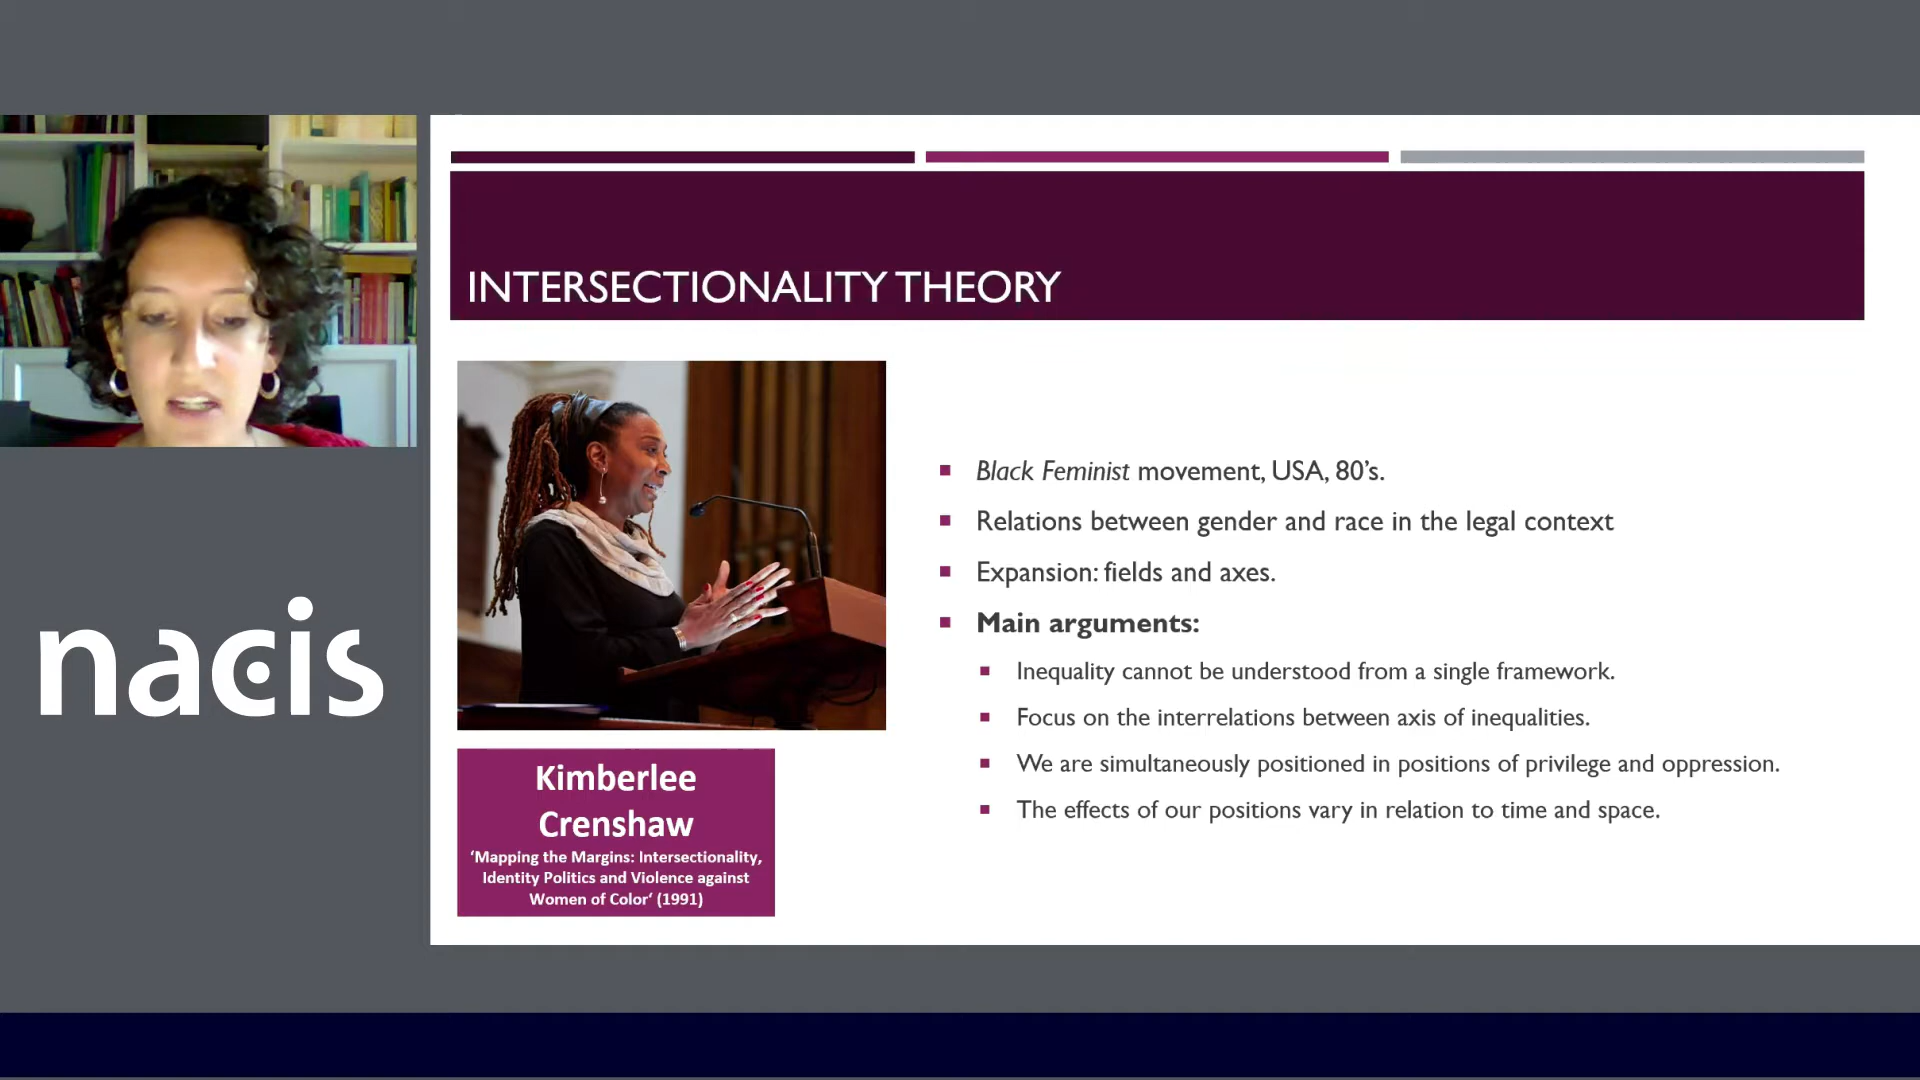 INTERSECTIONALITY THEORY
nacis
Kimberlee
Crenshaw
‘Mapping the Margins: Intersectionality,
Identity Politics and Violence against
Women of Color‘ (1991)
Black Feminist movement, USA, 80’s.
Relations between gender and race in the legal context
Expansion: fields and axes.
Main arguments:
Inequality cannot be understood from a single framework.
Focus on the interrelations between axis of inequalities.
We are simultaneously positioned in positions of privilege and oppression.
The effects of our positions vary in relation to time and space.